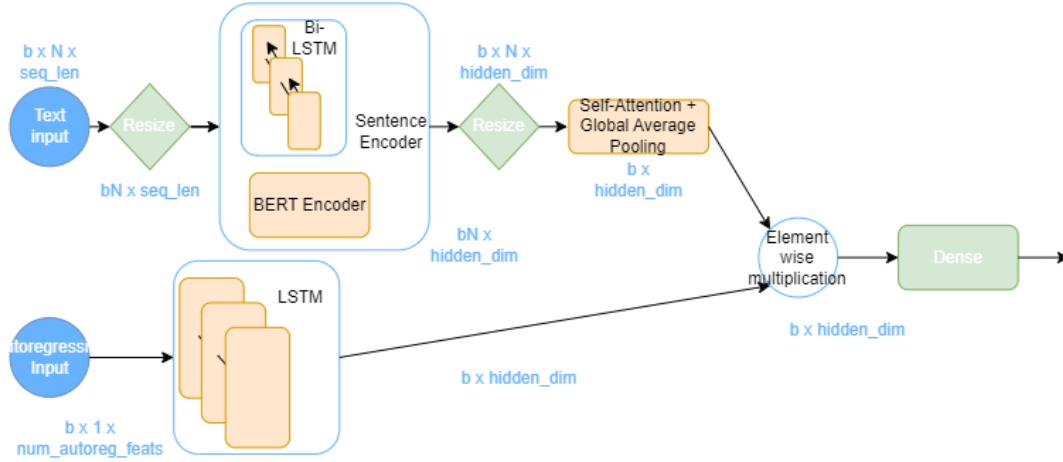 b x N x
seq_len
Text
input
Resize
bN x seq_len
Bi-
LSTM
Sentence
Encoder
BERT Encoder
bN x
hidden_dim
b x N x
hidden_dim
Resize
Self-Attention +
Global Average
Pooling
b x
hidden_dim
Element
wise
multiplication
Dense
b x hidden_dim
utoregressi
Input
b x 1 x
num_autoreg_feats
LSTM
b x hidden_dim